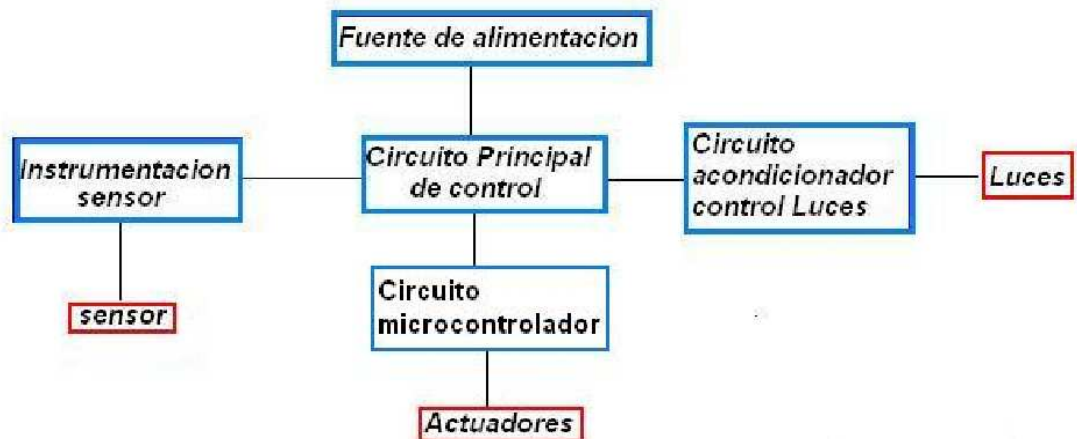 Fuente de alimentacion
Instrumentacion
sensor
Circuito Principal
de control
Circuito
acondicionador
control Luces
Luces
sensor
Circuito
microcontrolador
Actuadores